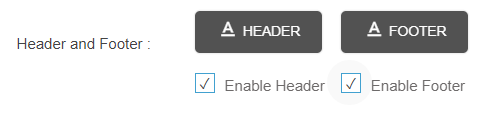 Header and Footer :
A HEADER
A FOOTER
Enable Header
Enable Footer